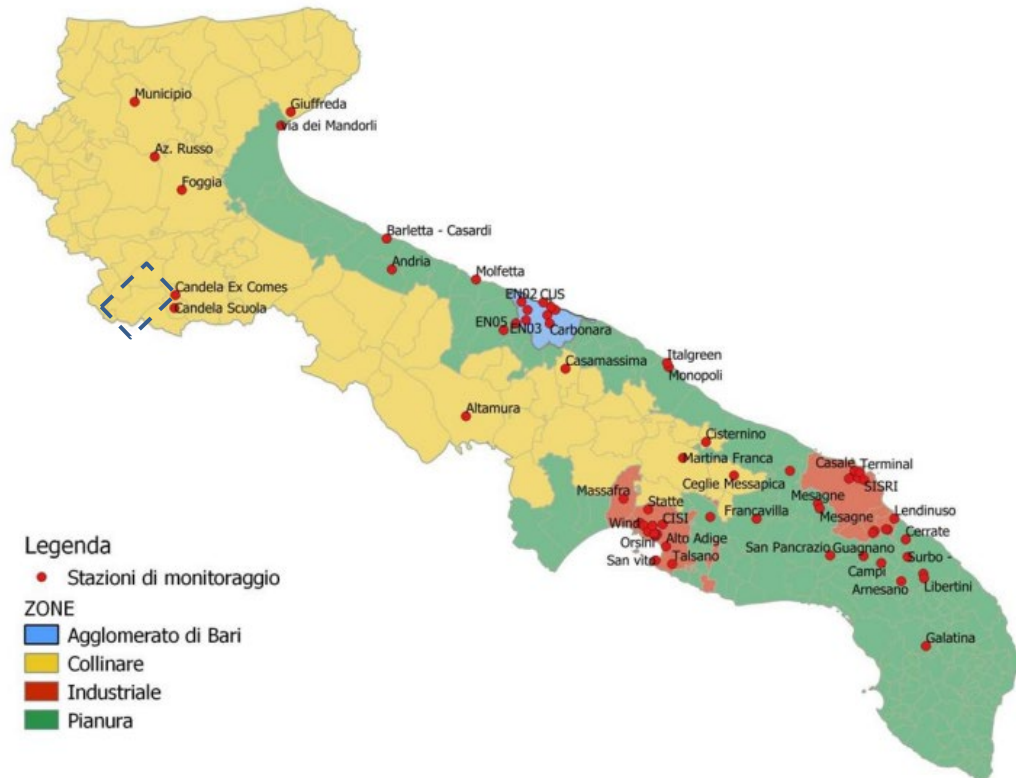 Municipio
Giuffreda
via dei Mandorli
Az. Russo
Foggia
Barletta - Casardi
Andria
Molfetta
Candela Ex Comes
Candela Scuola
EN02 CUS
EN05
EN03
Carbonara
Casamassima
Italgreen
Monopoli
Altamura
Cisternino
Martina Franca
Ceglie Messapica
Casale
Terminal
SISRI
Massafra
Statte
Francavilla
Mesagne
Mesagne
Lendinuso
Wind
CISI
Cerrate
Orsini
Alto Adige
San Pancrazio
Guagnano
Surbo -
San vito
Talsano
Campi
Arnesano
Libertini
Galatina
Legenda
Stazioni di monitoraggio
ZONE
Agglomerato di Bari
Collinare
Industriale
Pianura